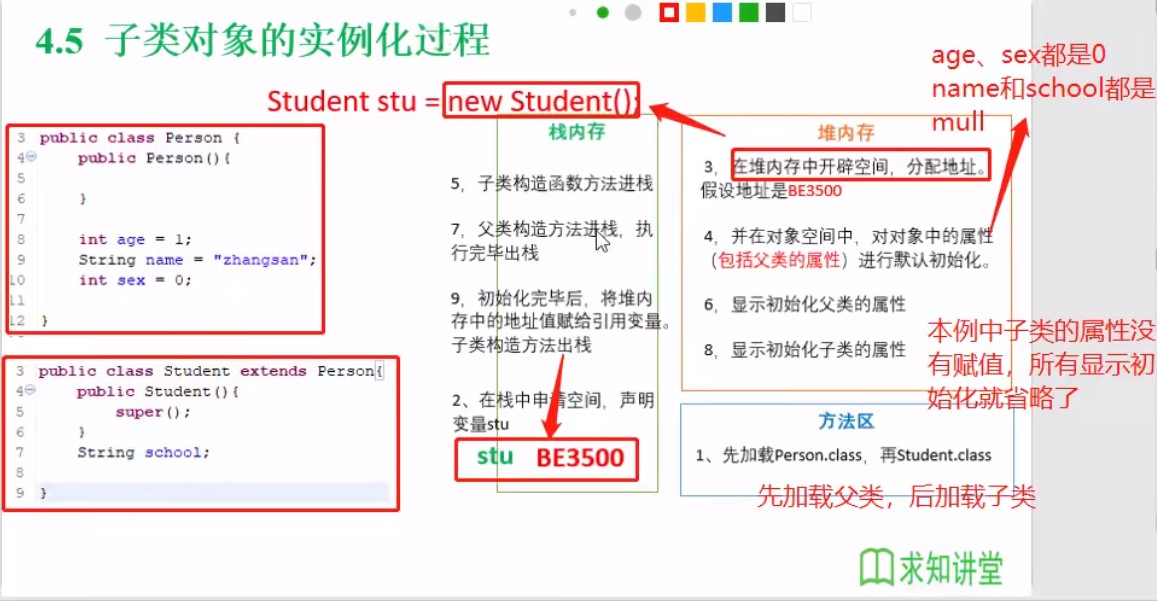 4.5 子类对象的实例化过程
Student stu = new Student();
age、sex都是0
name和school都是
mull
3 public class Person {
4 public Person(){
5
6 }
7
8 int age = 1;
9 String name = "zhangsan";
10 int sex = 0;
11
12 }
3 public class Student extends Person{
4 public Student(){
5 super();
6 }
7 String school;
8
9 }
栈内存
5，子类构造函数方法进栈
7，父类构造方法进栈，执
行完毕出栈
9，初始化完毕后，将堆内
存中的地址值赋给引用变量。
子类构造方法出栈
2、在栈中申请空间，声明
变量stu
stu BE3500
堆内存
3，在堆内存中开辟空间，分配地址。
假设地址是BE3500
4，并在对象空间中，对对象中的属性
（包括父类的属性）进行默认初始化。
6，显示初始化父类的属性
8，显示初始化子类的属性
本例中子类的属性没
有赋值，所有显示初
始化就省略了
方法区
1、先加载Person.class，再Student.class
先加载父类，后加载子类
求知讲堂